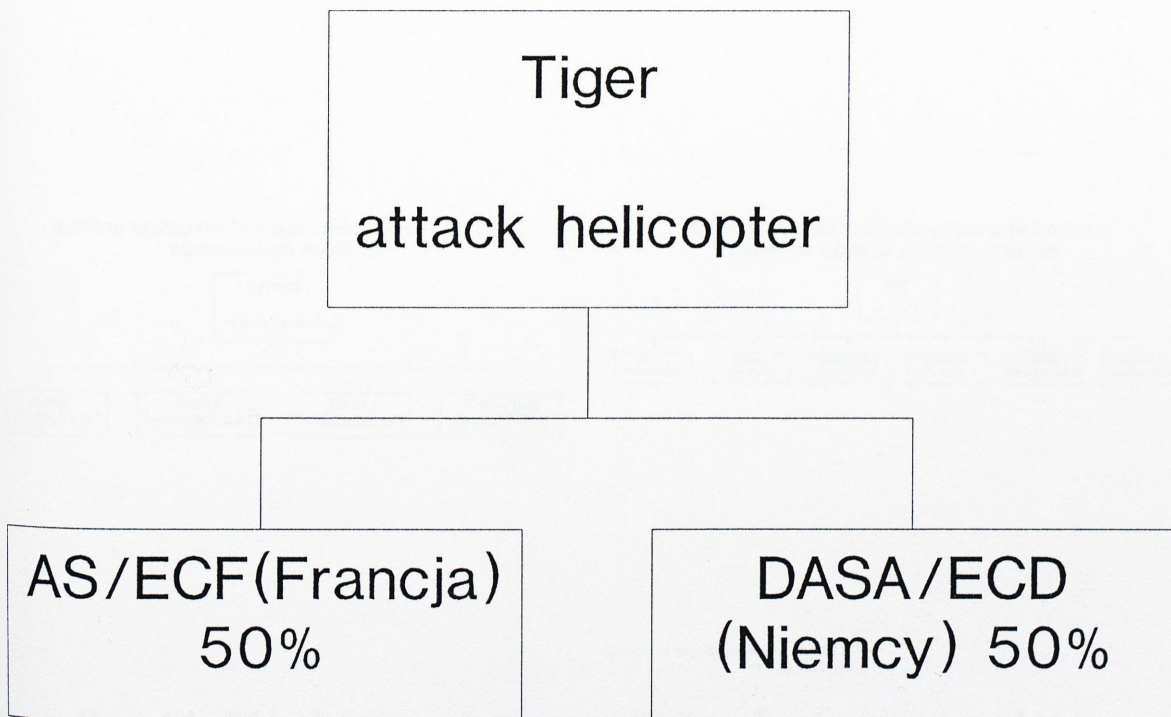 Tiger
attack helicopter
AS/ECF(Francja)
50%
DASA/ECD
(Niemcy) 50%